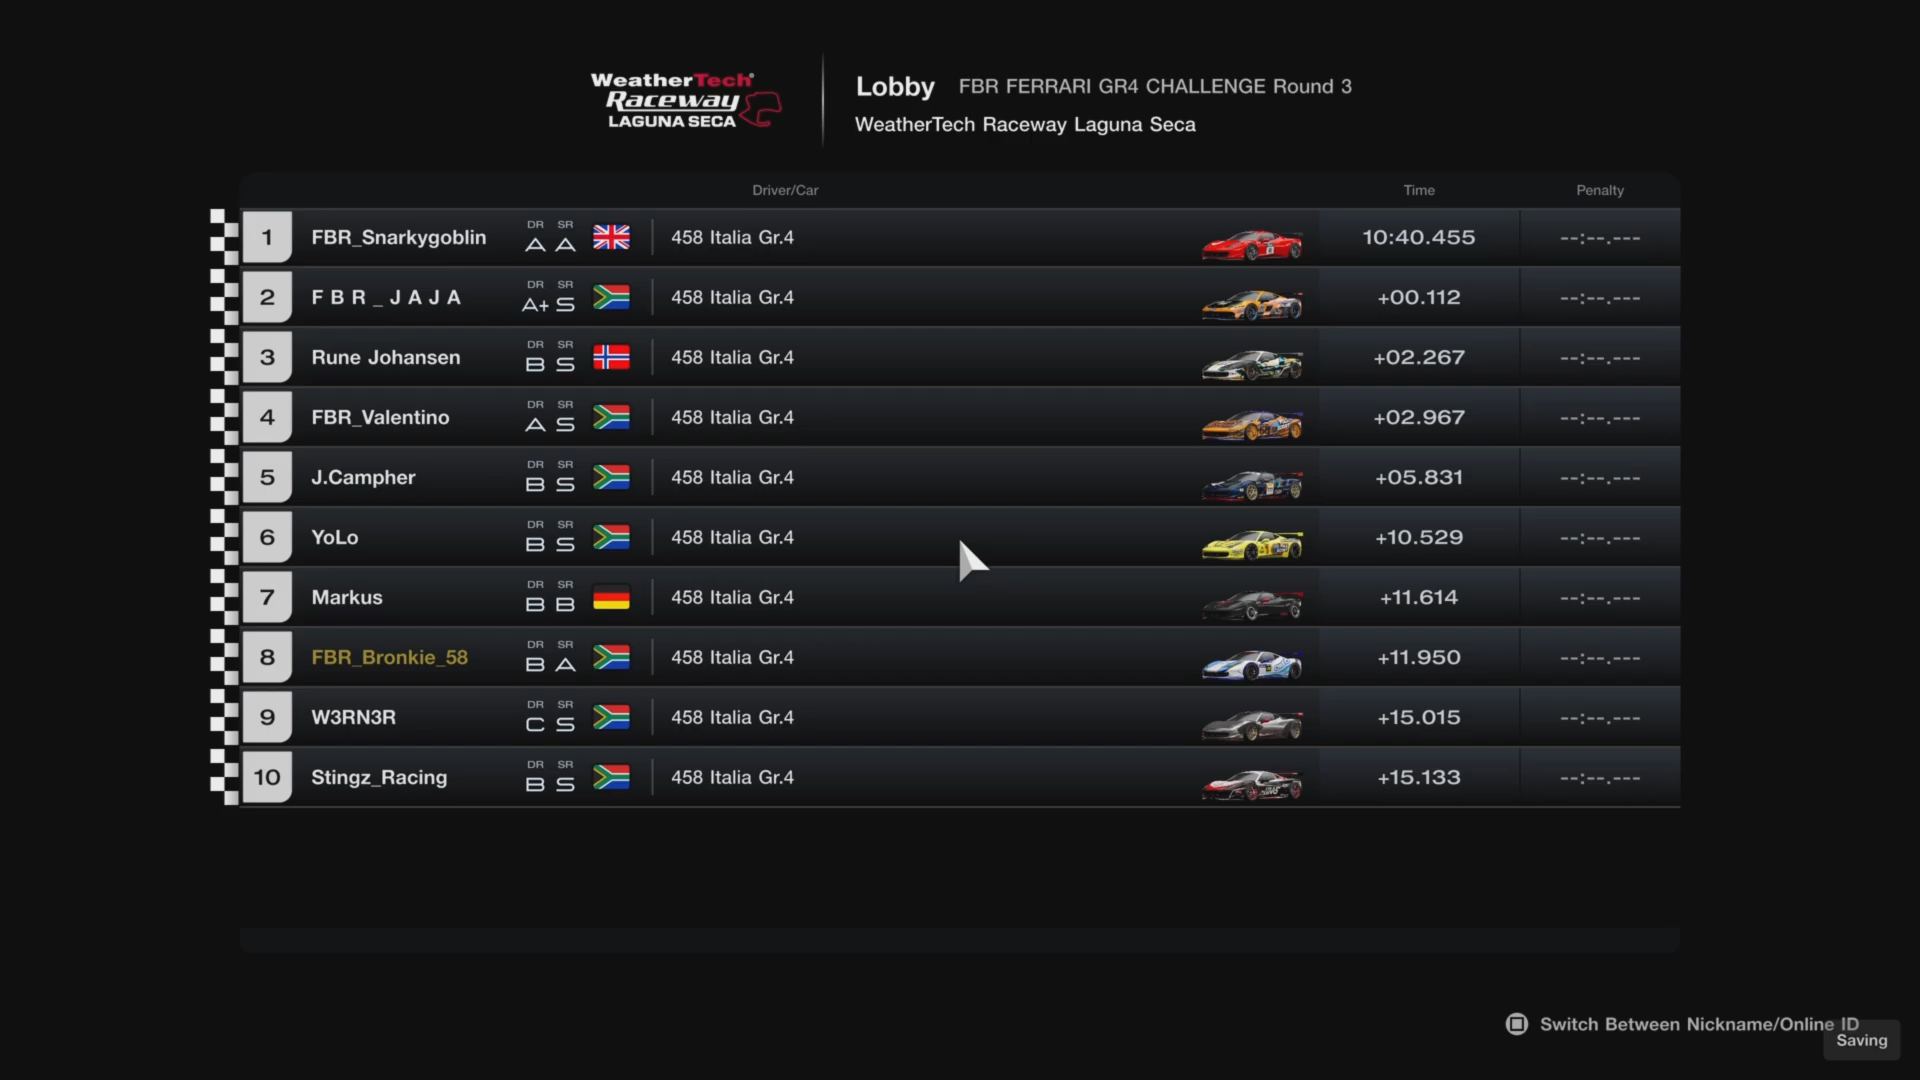 WeatherTech
Raceway
LAGUNA SECA
Lobby FBR FERRARI GR4 CHALLENGE Round 3
WeatherTech Raceway Laguna Seca
Driver/Car Time Penalty
1 FBR_Snarkygoblin DR A SR A 458 Italia Gr.4 10:40.455 --:--.---
2 F B R _ J A J A DR A+ SR S 458 Italia Gr.4 +00.112 --:--.---
3 Rune Johansen DR B SR S 458 Italia Gr.4 +02.267 --:--.---
4 FBR_Valentino DR A SR S 458 Italia Gr.4 +02.967 --:--.---
5 J.Campher DR B SR S 458 Italia Gr.4 +05.831 --:--.---
6 YoLo DR B SR S 458 Italia Gr.4 +10.529 --:--.---
7 Markus DR B SR B 458 Italia Gr.4 +11.614 --:--.---
8 FBR_Bronkie_58 DR B SR A 458 Italia Gr.4 +11.950 --:--.---
9 W3RN3R DR C SR S 458 Italia Gr.4 +15.015 --:--.---
10 Stingz_Racing DR B SR S 458 Italia Gr.4 +15.133 --:--.---
Switch Between Nickname/Online ID
Saving